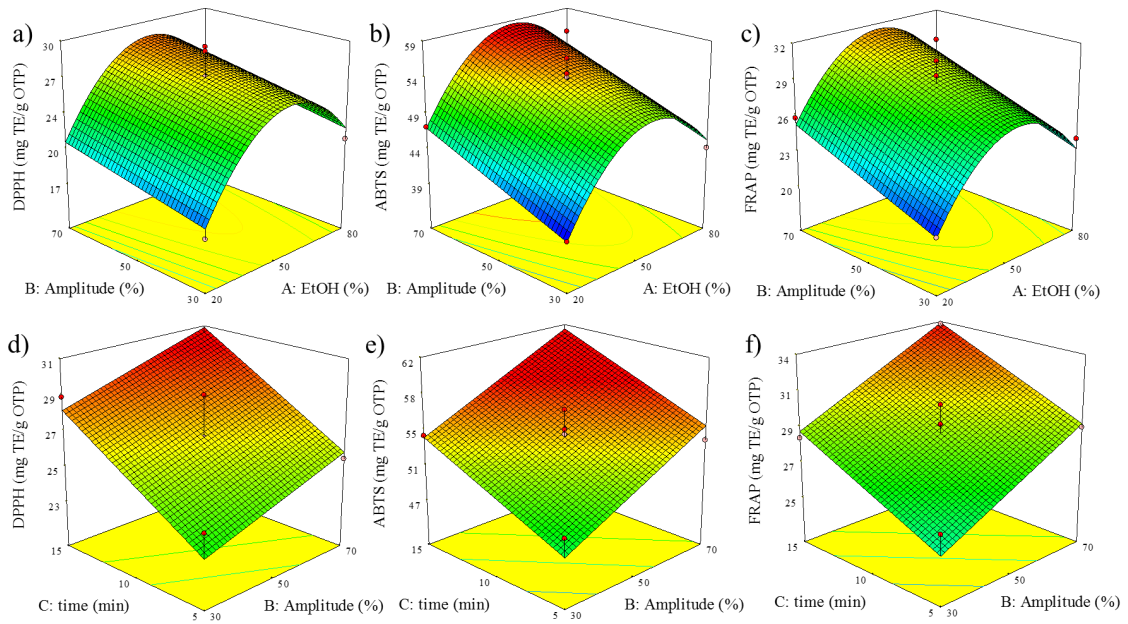 a)
30
27
24
20
17
DPPH (mg TE/g OTP)
70
50
30
B: Amplitude (%)
20
50
80
A: EtOH (%)
b)
59
54
49
44
39
ABTS (mg TE/g OTP)
70
50
30
B: Amplitude (%)
20
50
80
A: EtOH (%)
c)
32
29
26
23
20
FRAP (mg TE/g OTP)
70
50
30
B: Amplitude (%)
20
50
80
A: EtOH (%)
d)
31
29
27
25
23
DPPH (mg TE/g OTP)
15
10
5
C: time (min)
30
50
70
B: Amplitude (%)
e)
62
58
55
51
47
ABTS (mg TE/g OTP)
15
10
5
C: time (min)
30
50
70
B: Amplitude (%)
f)
34
31
29
27
25
FRAP (mg TE/g OTP)
15
10
5
C: time (min)
30
50
70
B: Amplitude (%)